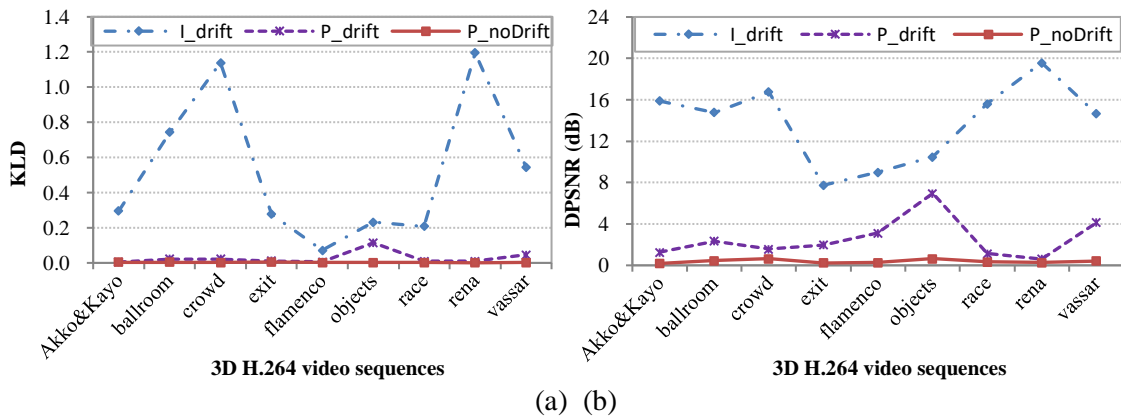 1.4
1.2
1.0
0.8
0.6
0.4
0.2
0.0
KLD
I_drift P_drift P_noDrift
Akko&Kayo
ballroom
crowd
exit
flamenco
objects
race
rena
vassar
3D H.264 video sequences
24
20
16
12
8
4
0
DPSNR (dB)
I_drift P_drift P_noDrift
Akko&Kayo
ballroom
crowd
exit
flamenco
objects
race
rena
vassar
3D H.264 video sequences
(a) (b)